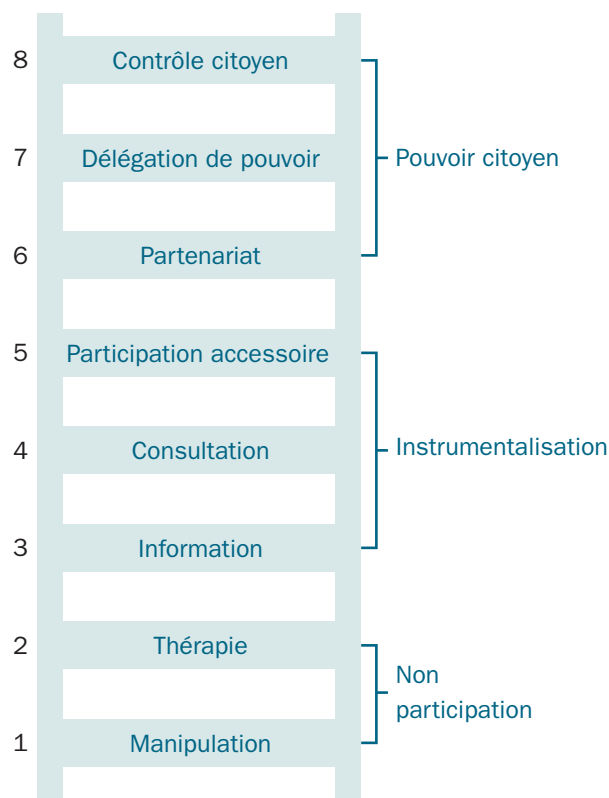 8 Contrôle citoyen
7 Délégation de pouvoir Pouvoir citoyen
6 Partenariat
5 Participation accessoire
4 Consultation Instrumentalisation
3 Information
2 Thérapie
Non
participation
1 Manipulation